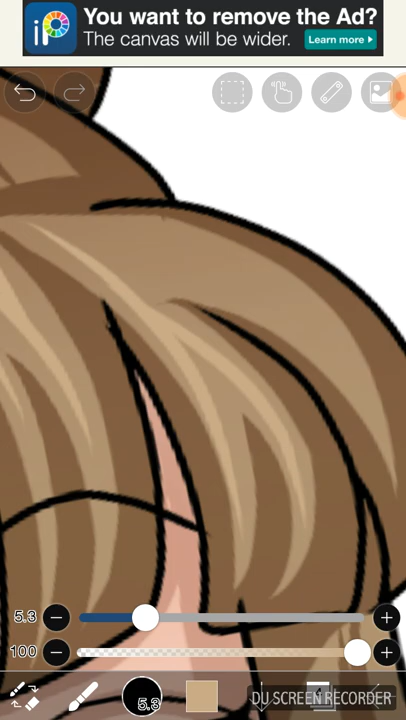 iP
You want to remove the Ad?
The canvas will be wider.
Learn more
5.3
100
5.3
DU SCREEN RECORDER